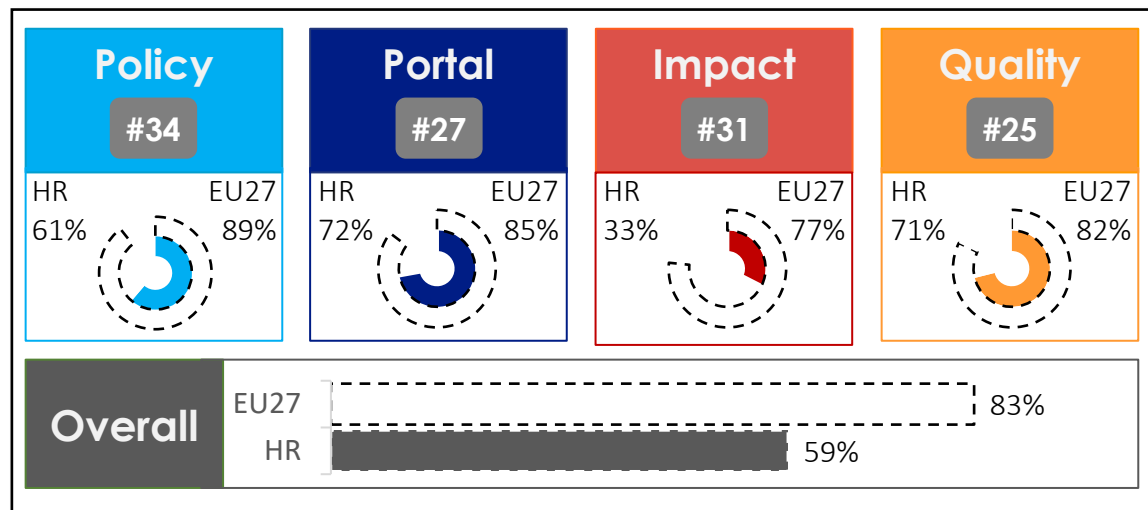 Policy
#34
HR EU27
61% 89%
Portal
#27
HR EU27
72% 85%
Impact
#31
HR EU27
33% 77%
Quality
#25
HR EU27
71% 82%
Overall
EU27 83%
HR 59%